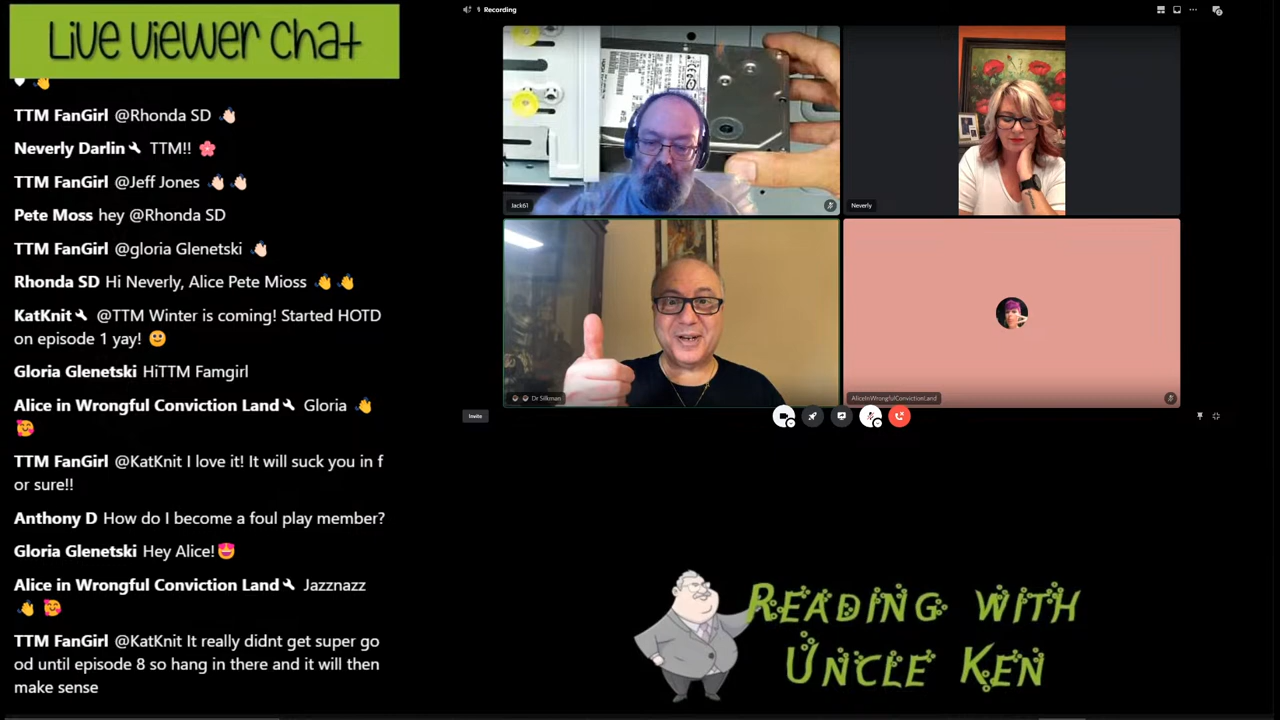 Live viewer chat
TTM FanGirl @Rhonda SD
Neverly Darlin TTM!!
TTM FanGirl @Jeff Jones
Pete Moss hey @Rhonda SD
TTM FanGirl @gloria Glenetski
Rhonda SD Hi Neverly, Alice Pete Mioss
KatKnit @TTM Winter is coming! Started HOTD
on episode 1 yay!
Gloria Glenetski HiTTM Famgirl
Alice in Wrongful Conviction Land Gloria
TTM FanGirl @KatKnit I love it! It will suck you in f
or sure!!
Anthony D How do I become a foul play member?
Gloria Glenetski Hey Alice!
Alice in Wrongful Conviction Land Jazznazz
TTM FanGirl @KatKnit It really didnt get super go
od until episode 8 so hang in there and it will then
make sense
Recording
Jack61
Neverly
Dr Silkman
AliceInWrongfulConvictionLand
Invite
Reading with
Uncle Ken